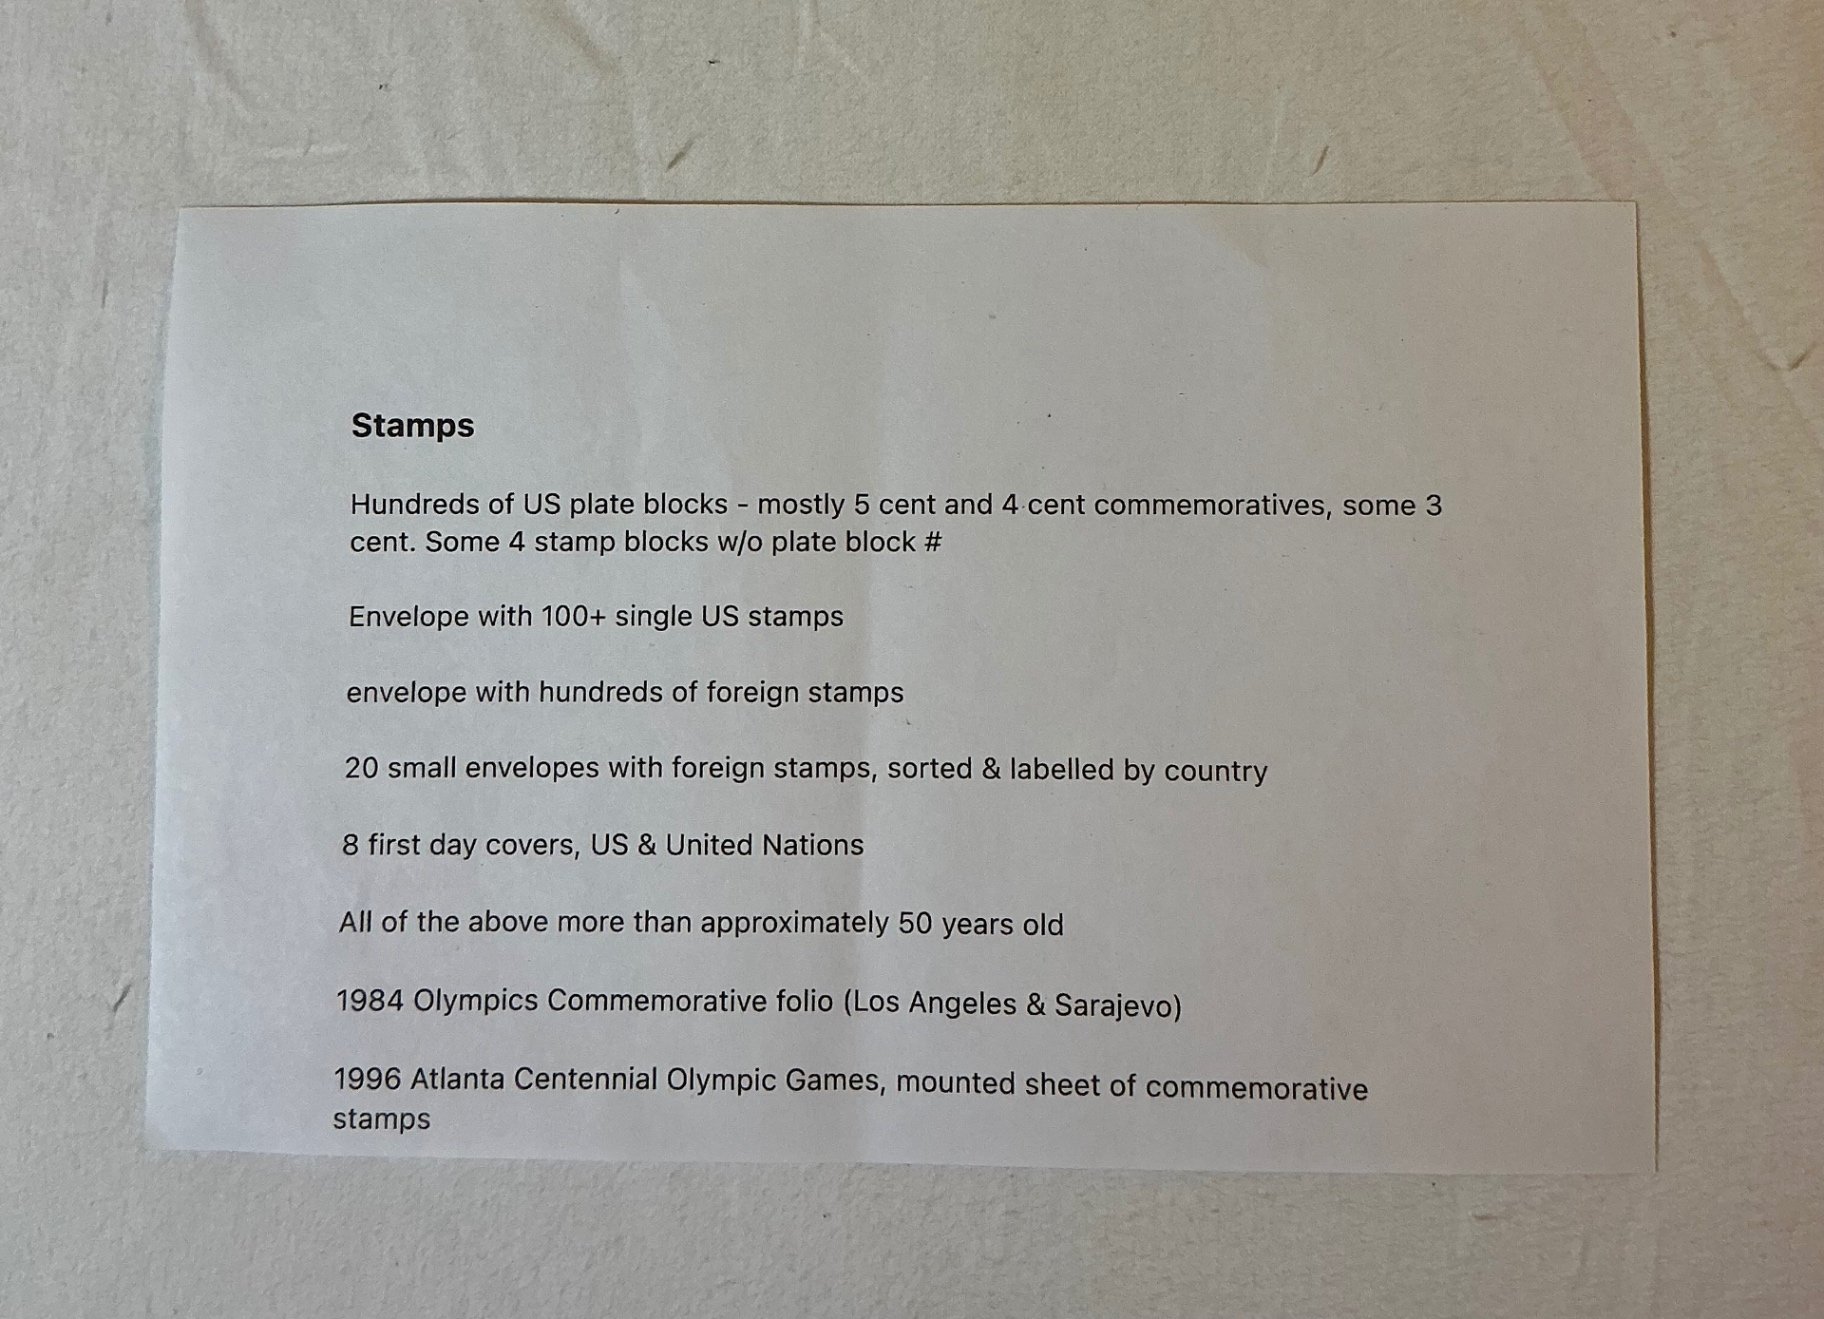 Stamps
Hundreds of US plate blocks - mostly 5 cent and 4 cent commemoratives, some 3
cent. Some 4 stamp blocks w/o plate block #
Envelope with 100+ single US stamps
envelope with hundreds of foreign stamps
20 small envelopes with foreign stamps, sorted & labelled by country
8 first day covers, US & United Nations
All of the above more than approximately 50 years old
1984 Olympics Commemorative folio (Los Angeles & Sarajevo)
1996 Atlanta Centennial Olympic Games, mounted sheet of commemorative
stamps